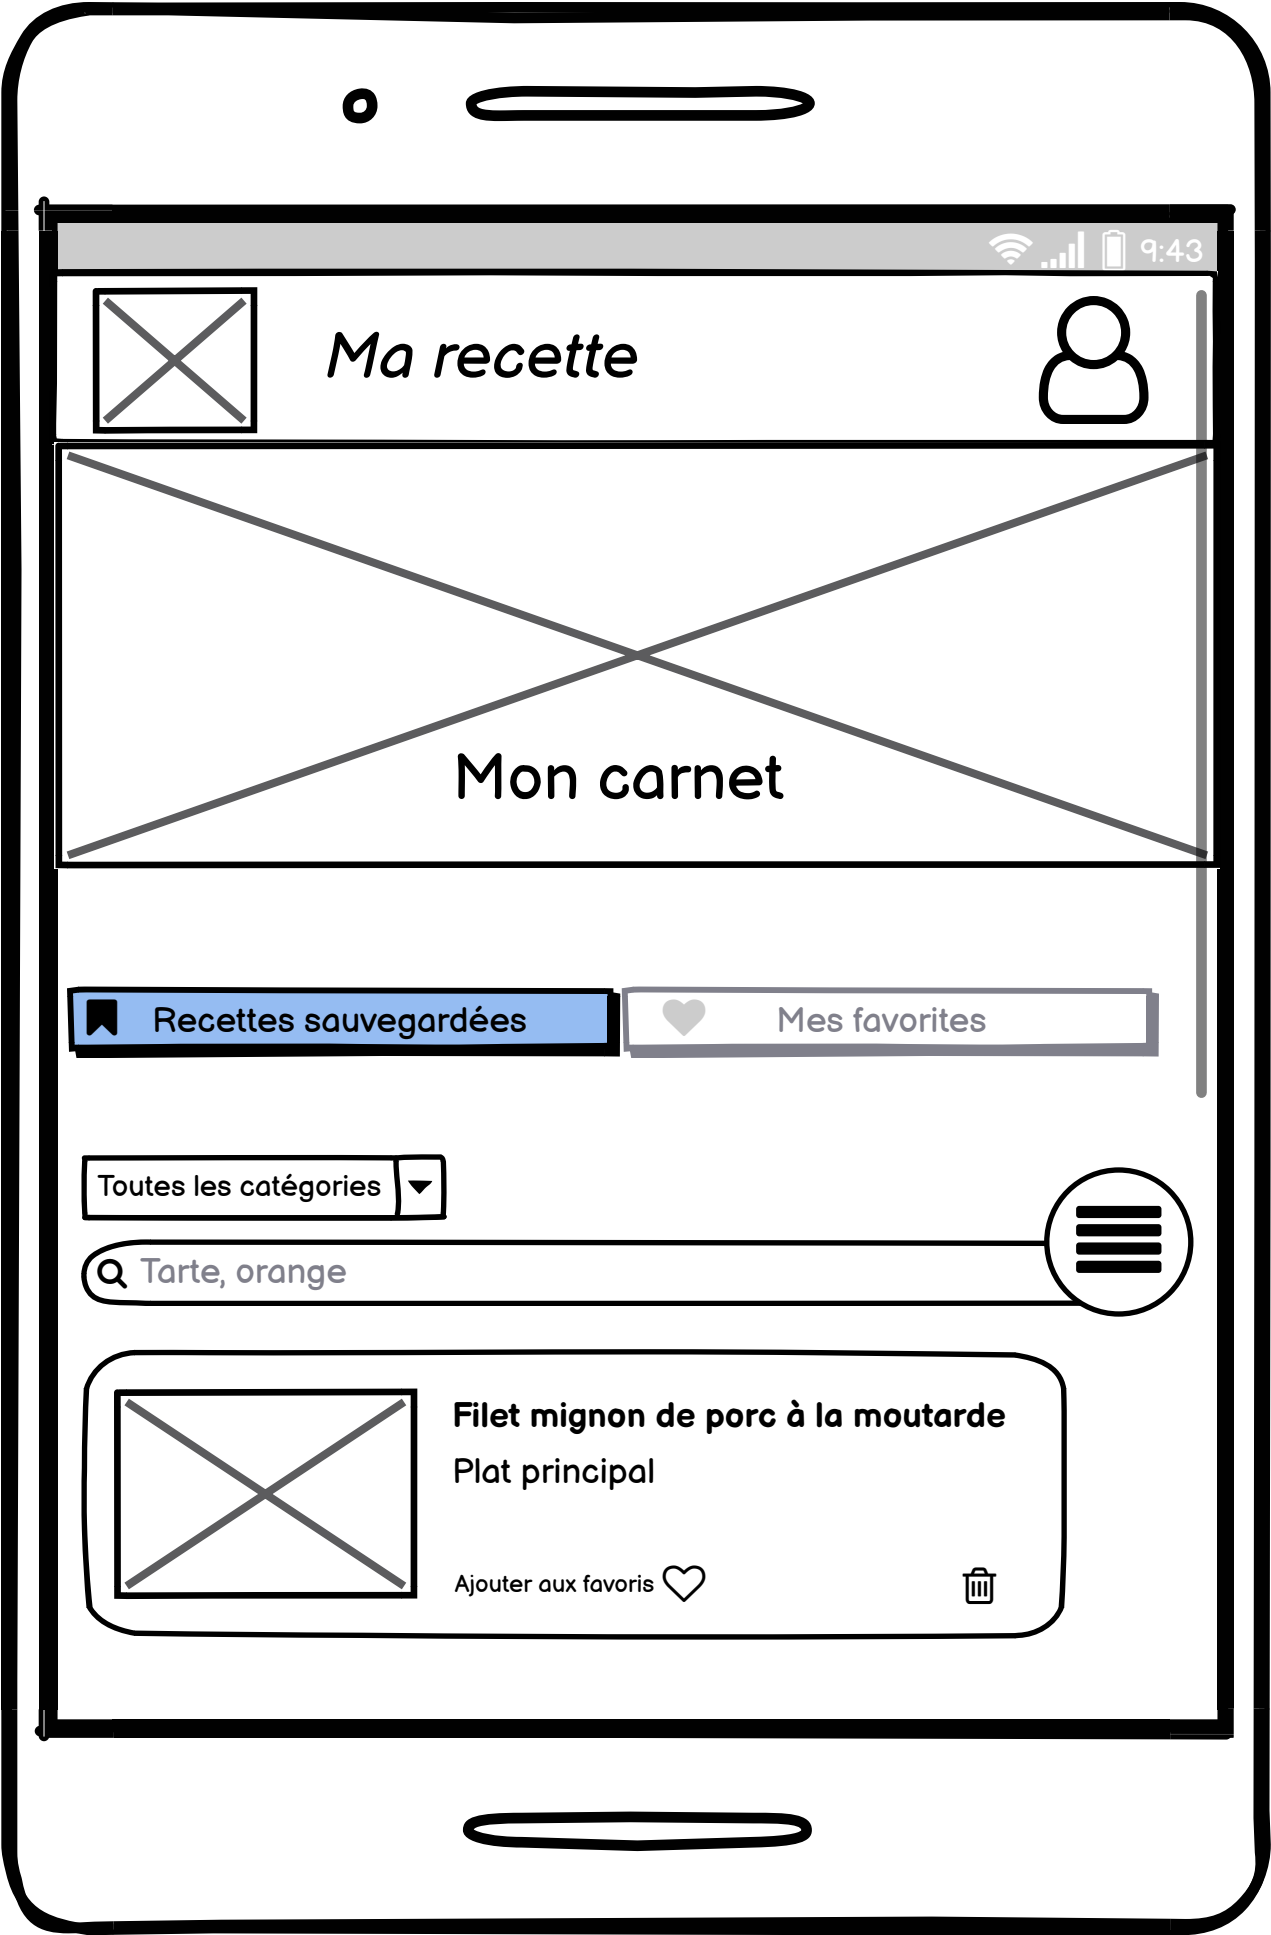 9:43
Ma recette
Mon carnet
Recettes sauvegardées
Mes favorites
Toutes les catégories
Tarte, orange
Filet mignon de porc à la moutarde
Plat principal
Ajouter aux favoris